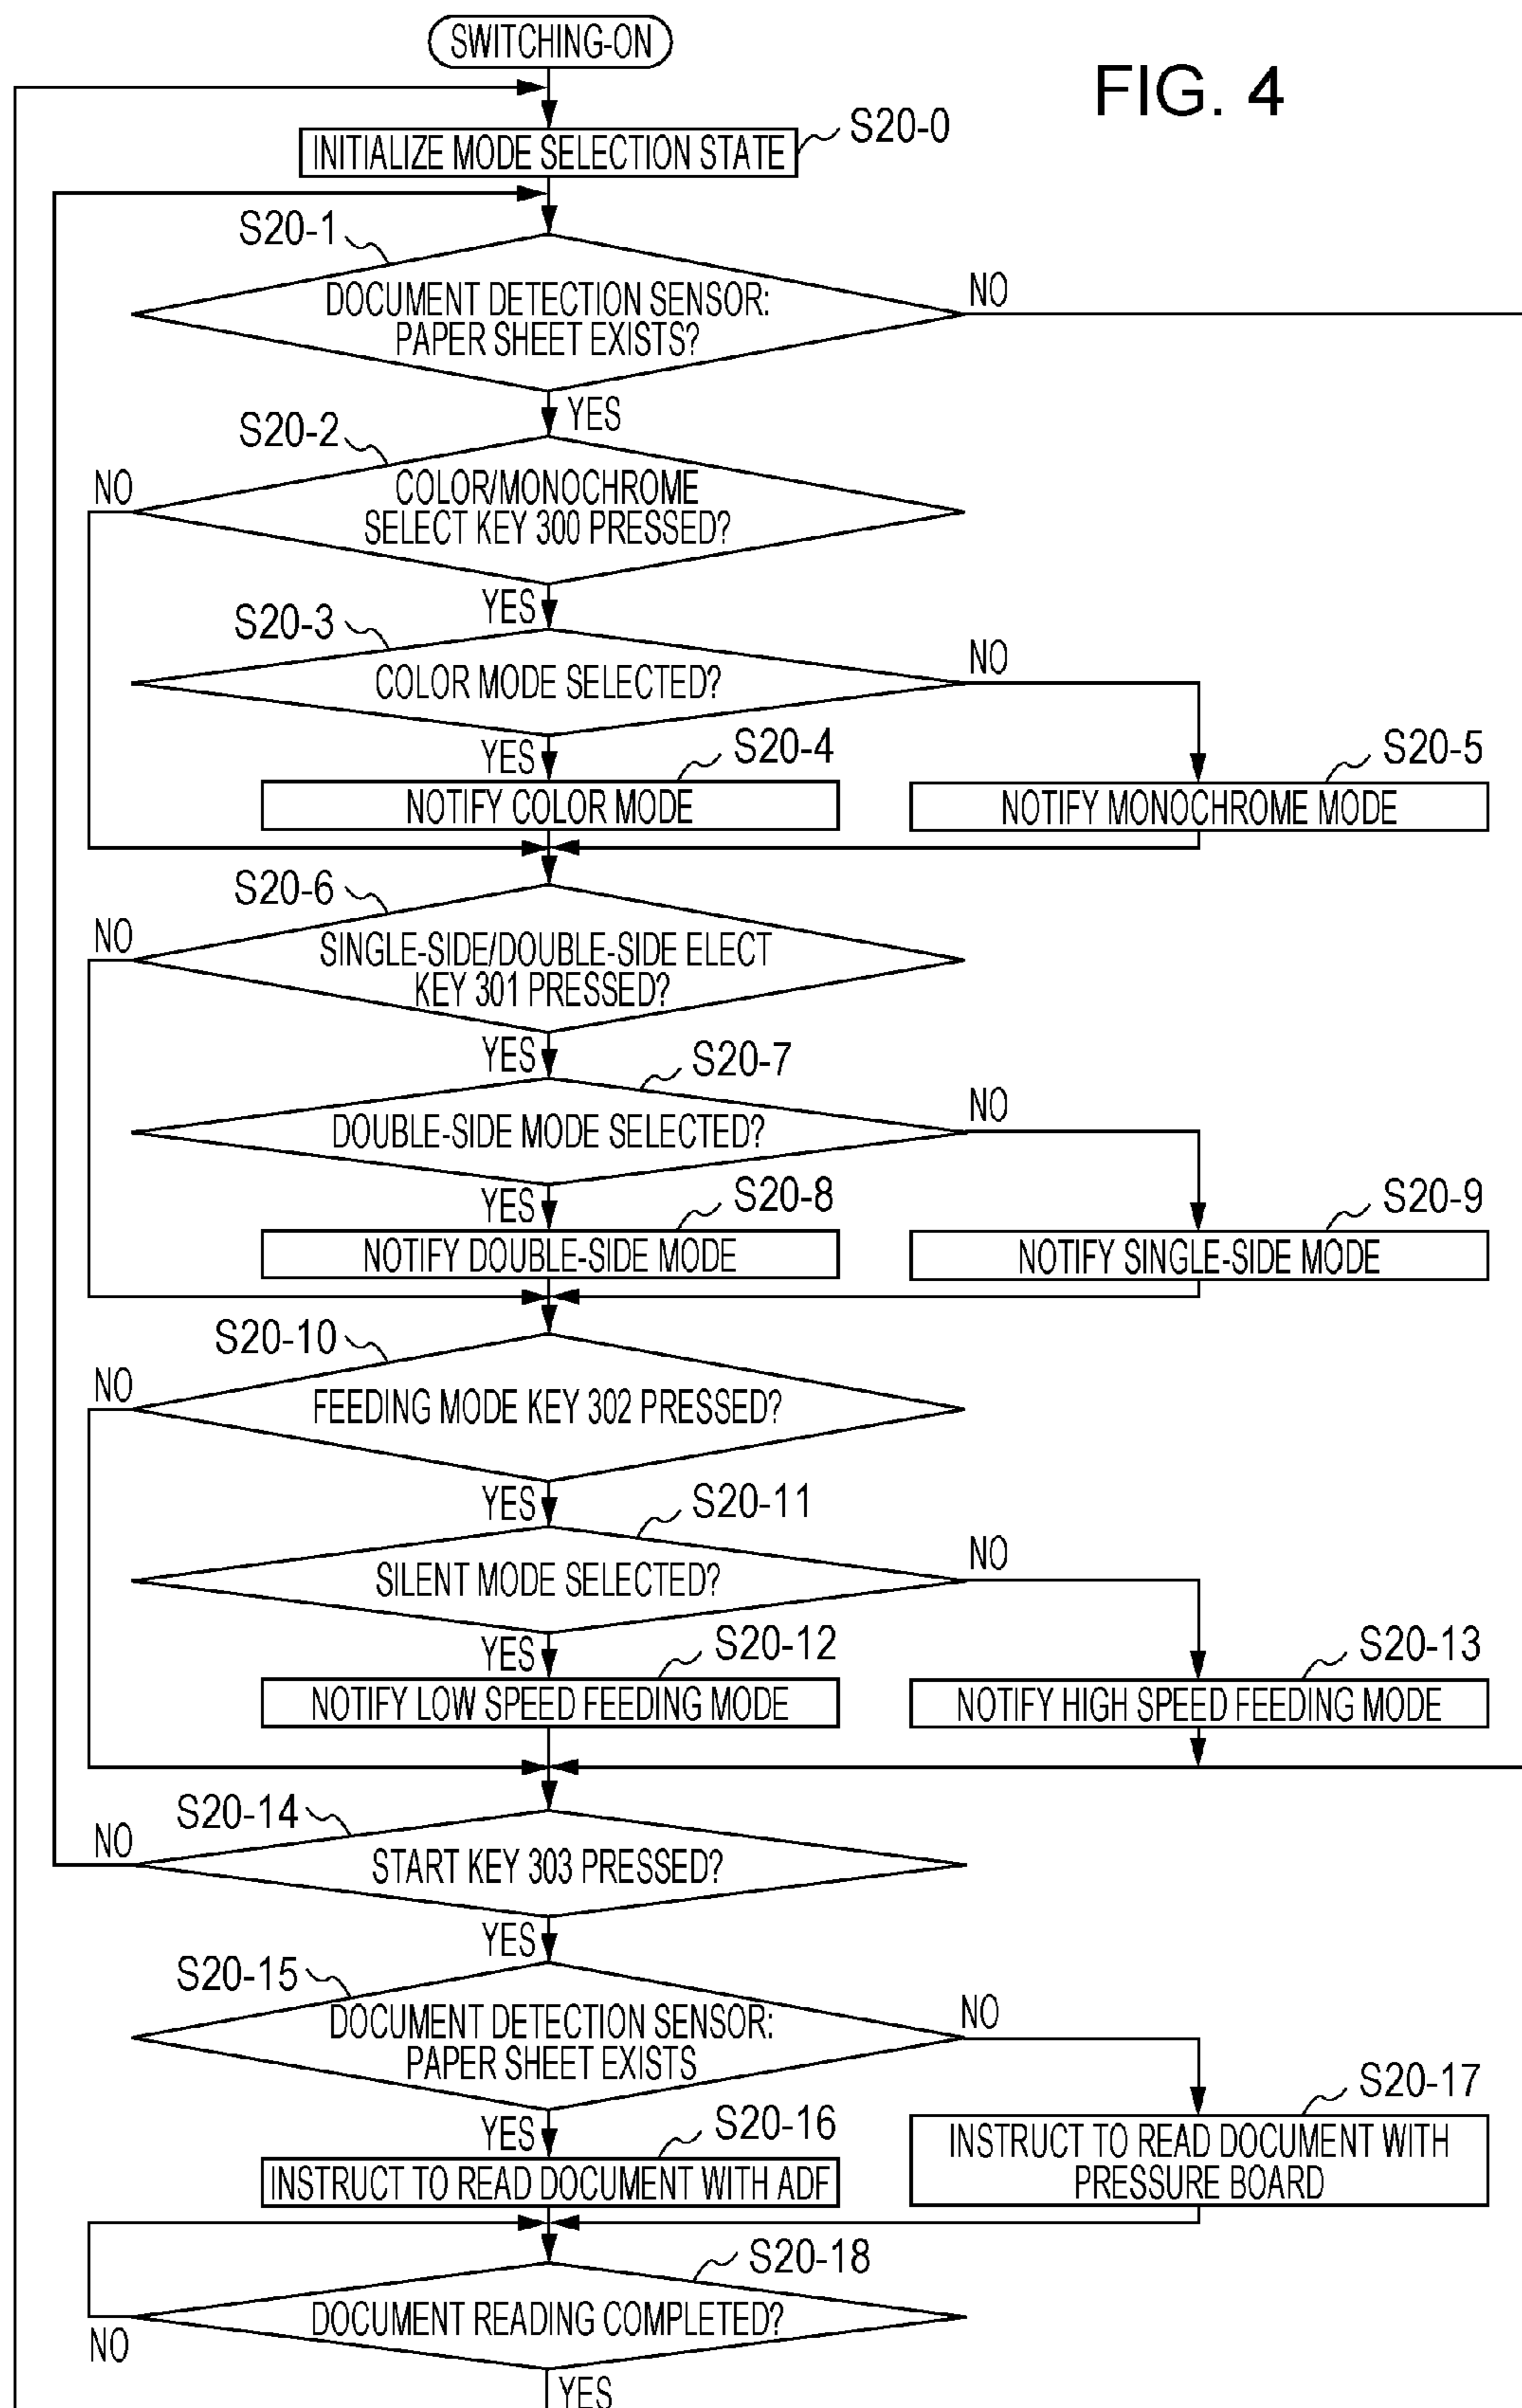 SWITCHING-ON
FIG. 4
S20-0
INITIALIZE MODE SELECTION STATE
S20-1
DOCUMENT DETECTION SENSOR:
PAPER SHEET EXISTS?
NO
YES
S20-2
NO
COLOR/MONOCHROME
SELECT KEY 300 PRESSED?
YES
S20-3
COLOR MODE SELECTED?
NO
YES
S20-4
S20-5
NOTIFY COLOR MODE
NOTIFY MONOCHROME MODE
S20-6
NO
SINGLE-SIDE/DOUBLE-SIDE ELECT
KEY 301 PRESSED?
YES
S20-7
DOUBLE-SIDE MODE SELECTED?
NO
YES
S20-8
S20-9
NOTIFY DOUBLE-SIDE MODE
NOTIFY SINGLE-SIDE MODE
S20-10
NO
FEEDING MODE KEY 302 PRESSED?
YES
S20-11
SILENT MODE SELECTED?
NO
YES
S20-12
S20-13
NOTIFY LOW SPEED FEEDING MODE
NOTIFY HIGH SPEED FEEDING MODE
S20-14
NO
START KEY 303 PRESSED?
YES
S20-15
DOCUMENT DETECTION SENSOR:
PAPER SHEET EXISTS
NO
YES
S20-16
S20-17
INSTRUCT TO READ DOCUMENT WITH ADF
INSTRUCT TO READ DOCUMENT WITH
PRESSURE BOARD
S20-18
DOCUMENT READING COMPLETED?
NO
YES